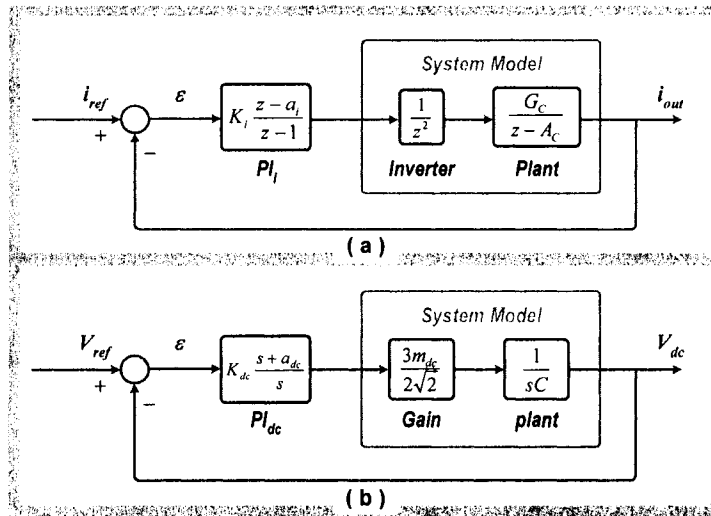 System Model
i_ref
ε
K_i (z - a_i)/(z - 1)
1/z²
G_C/(z - A_C)
i_out
+
−
PI_i
Inverter
Plant
( a )
System Model
V_ref
ε
K_dc (s + a_dc)/s
3m_dc/2√2
1/sC
V_dc
+
−
PI_dc
Gain
plant
( b )